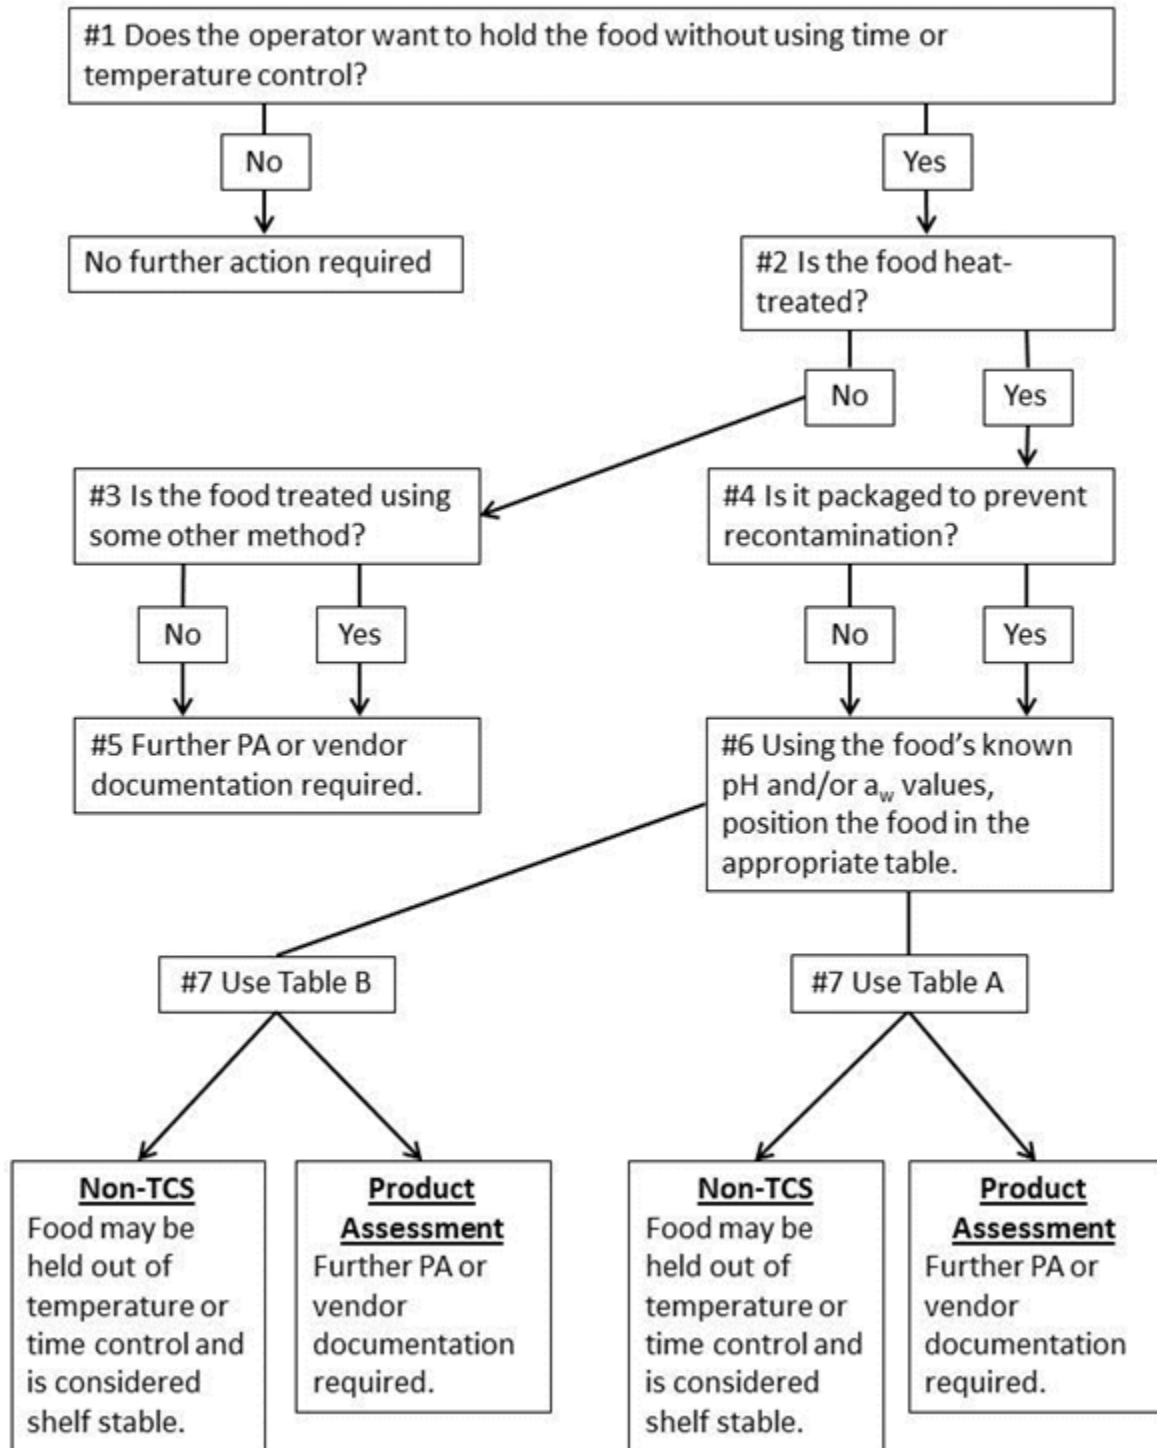 #1 Does the operator want to hold the food without using time or
temperature control?
No
Yes
No further action required
#2 Is the food heat-
treated?
No
Yes
#3 Is the food treated using
some other method?
#4 Is it packaged to prevent
recontamination?
No
Yes
No
Yes
#5 Further PA or vendor
documentation required.
#6 Using the food's known
pH and/or aw values,
position the food in the
appropriate table.
#7 Use Table B
#7 Use Table A
Non-TCS
Food may be
held out of
temperature or
time control and
is considered
shelf stable.
Product
Assessment
Further PA or
vendor
documentation
required.
Non-TCS
Food may be
held out of
temperature or
time control and
is considered
shelf stable.
Product
Assessment
Further PA or
vendor
documentation
required.